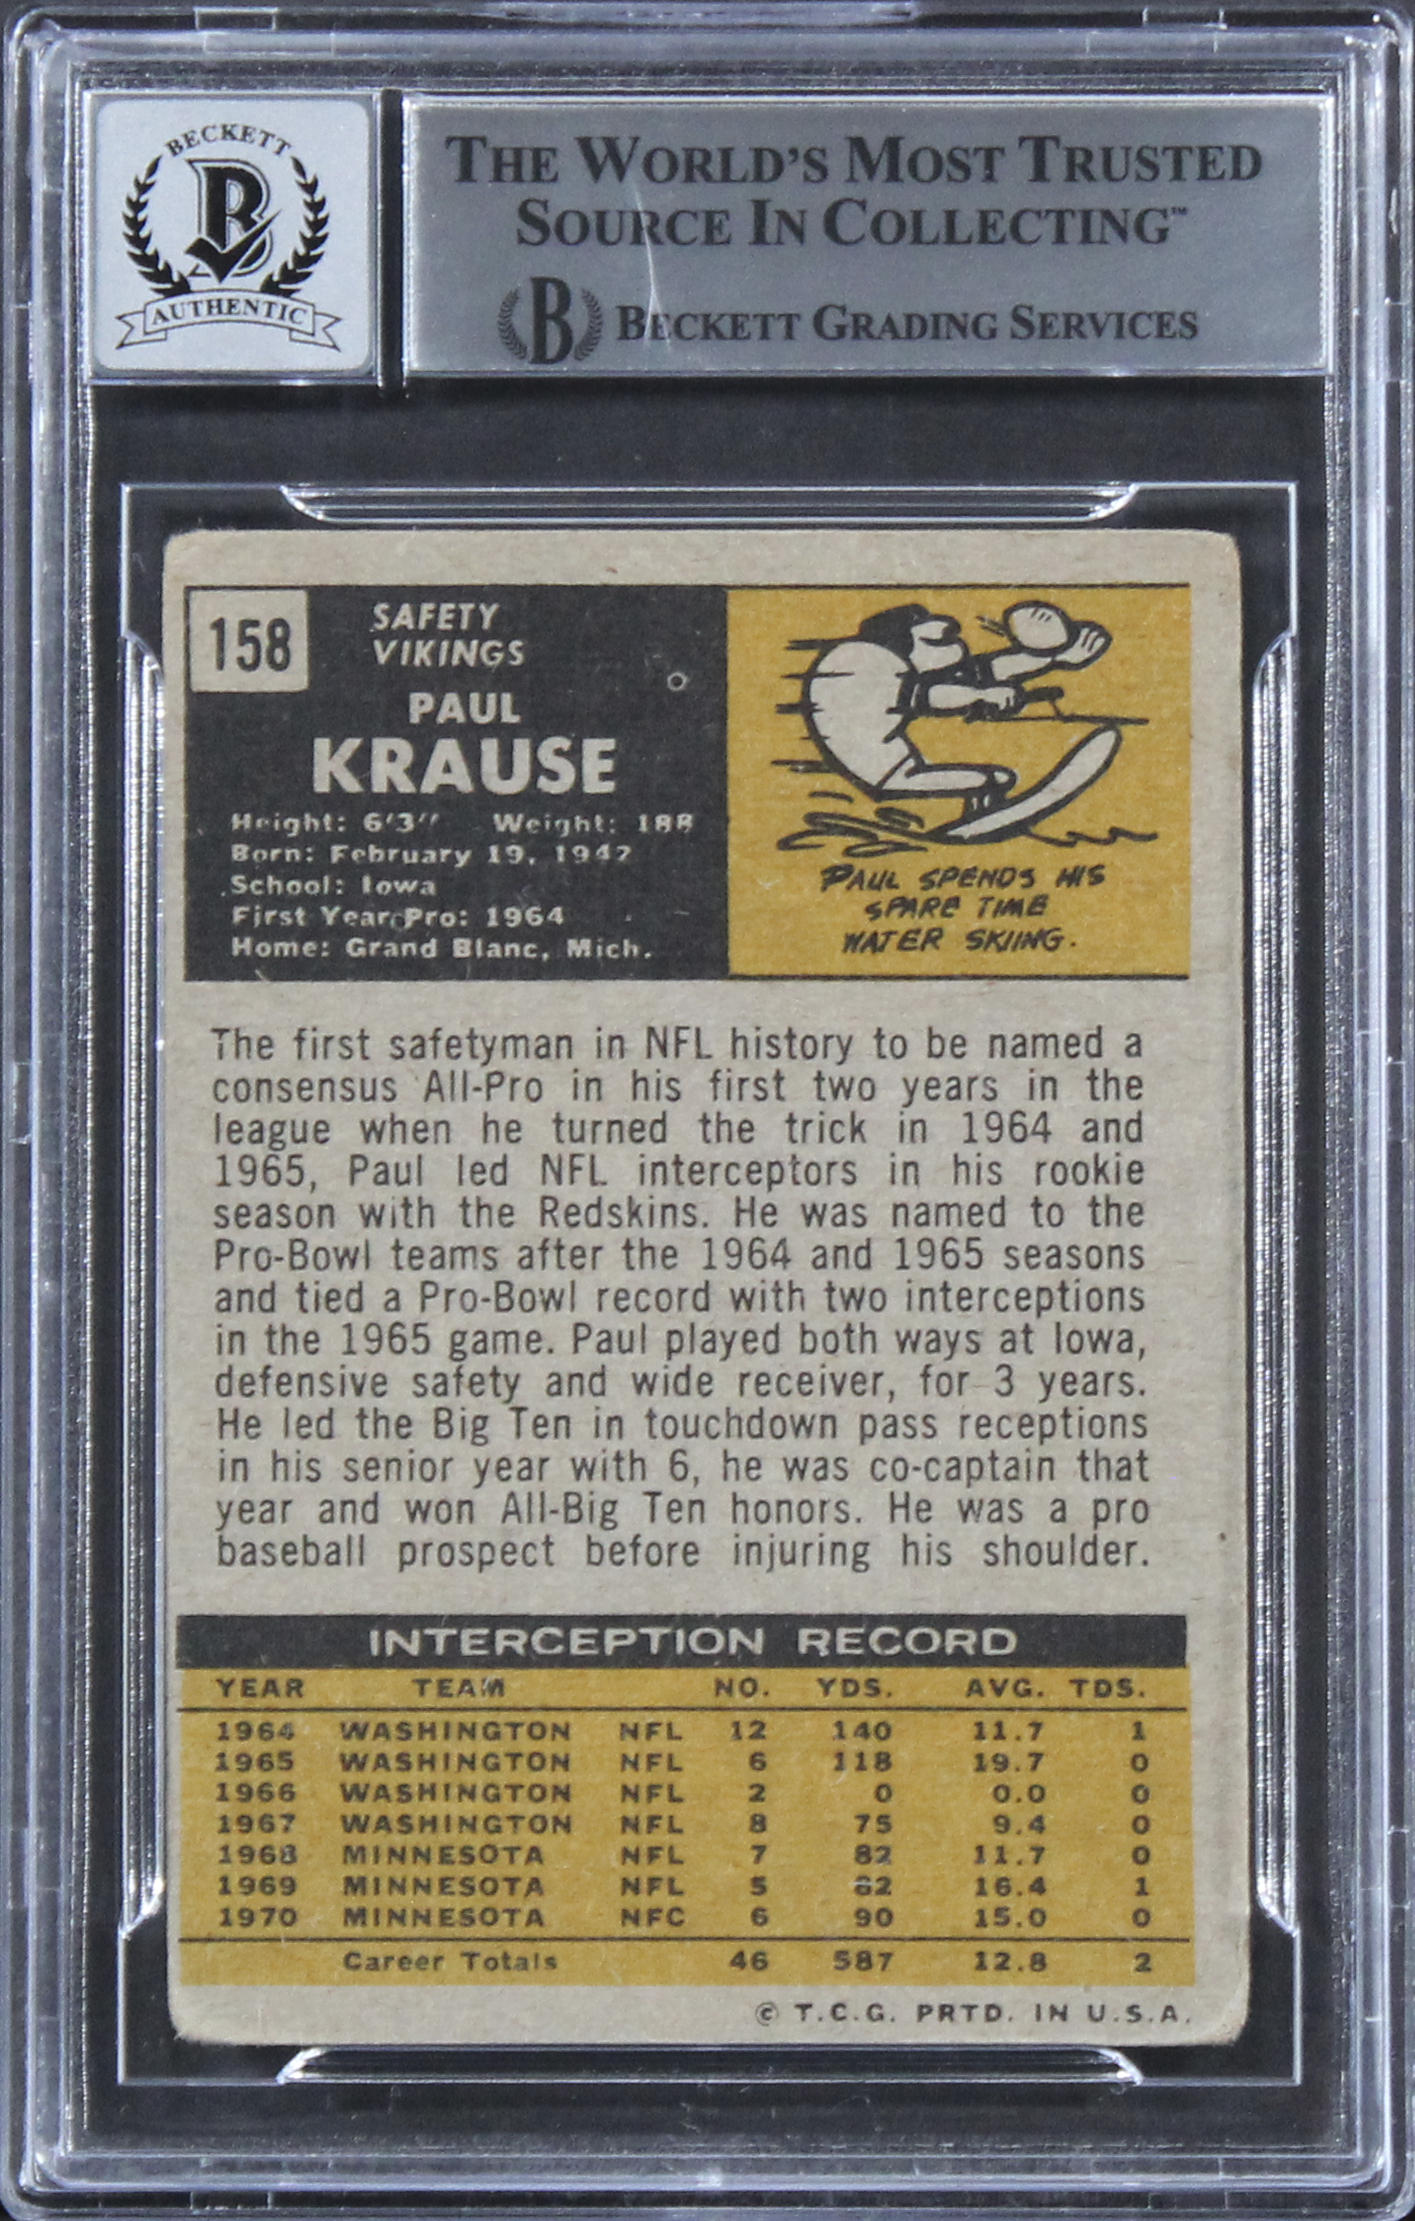 BECKETT
B
AUTHENTIC
THE WORLD'S MOST TRUSTED
SOURCE IN COLLECTING™
B BECKETT GRADING SERVICES
158
SAFETY
VIKINGS
PAUL
KRAUSE
Height: 6'3" Weight: 188
Born: February 19, 1942
School: Iowa
First Year Pro: 1964
Home: Grand Blanc, Mich.
PAUL SPENDS HIS
SPARE TIME
WATER SKIING.
The first safetyman in NFL history to be named a
consensus All-Pro in his first two years in the
league when he turned the trick in 1964 and
1965, Paul led NFL interceptors in his rookie
season with the Redskins. He was named to the
Pro-Bowl teams after the 1964 and 1965 seasons
and tied a Pro-Bowl record with two interceptions
in the 1965 game. Paul played both ways at Iowa,
defensive safety and wide receiver, for 3 years.
He led the Big Ten in touchdown pass receptions
in his senior year with 6, he was co-captain that
year and won All-Big Ten honors. He was a pro
baseball prospect before injuring his shoulder.
INTERCEPTION RECORD
YEAR TEAM NO. YDS. AVG. TDS.
1964 WASHINGTON NFL 12 140 11.7 1
1965 WASHINGTON NFL 6 118 19.7 0
1966 WASHINGTON NFL 2 0 0.0 0
1967 WASHINGTON NFL 8 75 9.4 0
1968 MINNESOTA NFL 7 82 11.7 0
1969 MINNESOTA NFL 5 82 16.4 1
1970 MINNESOTA NFC 6 90 15.0 0
Career Totals 46 587 12.8 2
© T.C.G. PRTD. IN U.S.A.